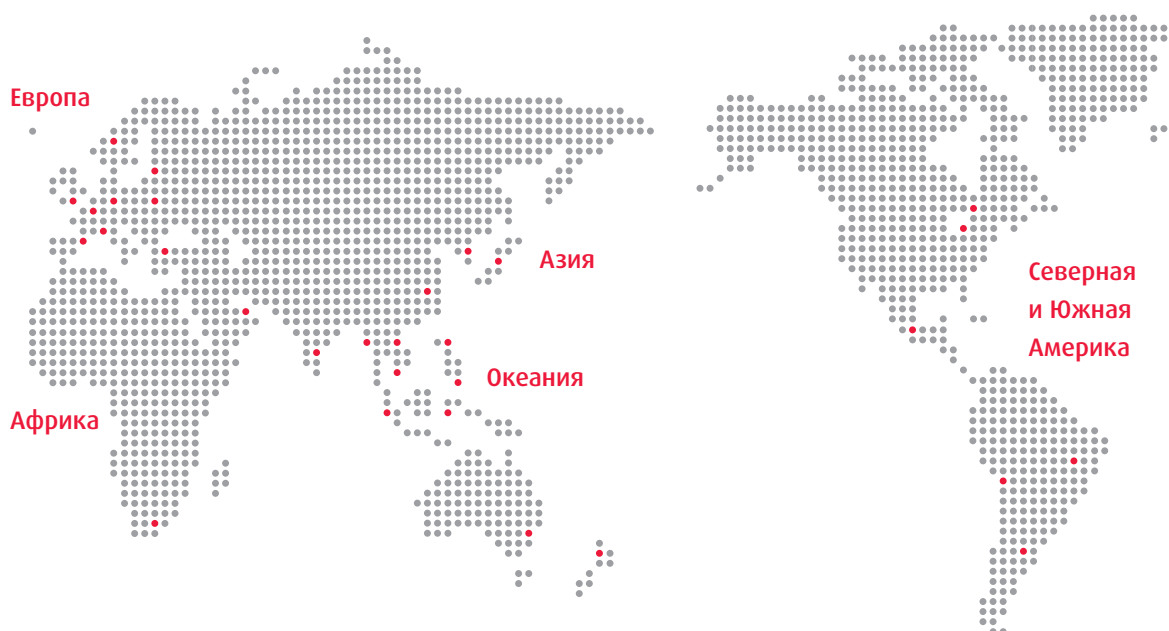 Европа
Азия
Северная
и Южная
Америка
Океания
Африка